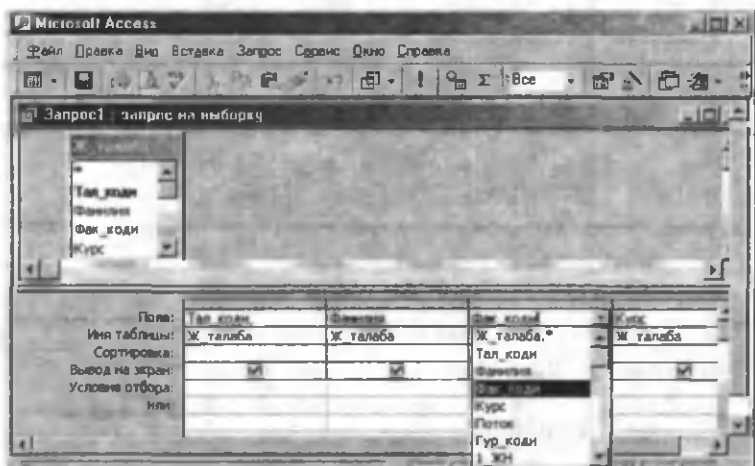 Microsoft Access
Файл Правка Вид Вставка Запрос Сервис Окно Справка
Σ Все
Запрос1 запрос на выборку
Ж_талаба
*
Тал_коди
Фамилия
Фак_коди
Курс
Поле: Тал_коди Фамилия Фак_коди Курс
Имя таблицы: Ж_талаба Ж_талаба Ж_талаба.* Ж_талаба
Сортировка: Тал_коди
Вывод на экран: Фамилия
Условие отбора: Фак_коди
или: Курс
Поток
Гур_коди
1_ЖН